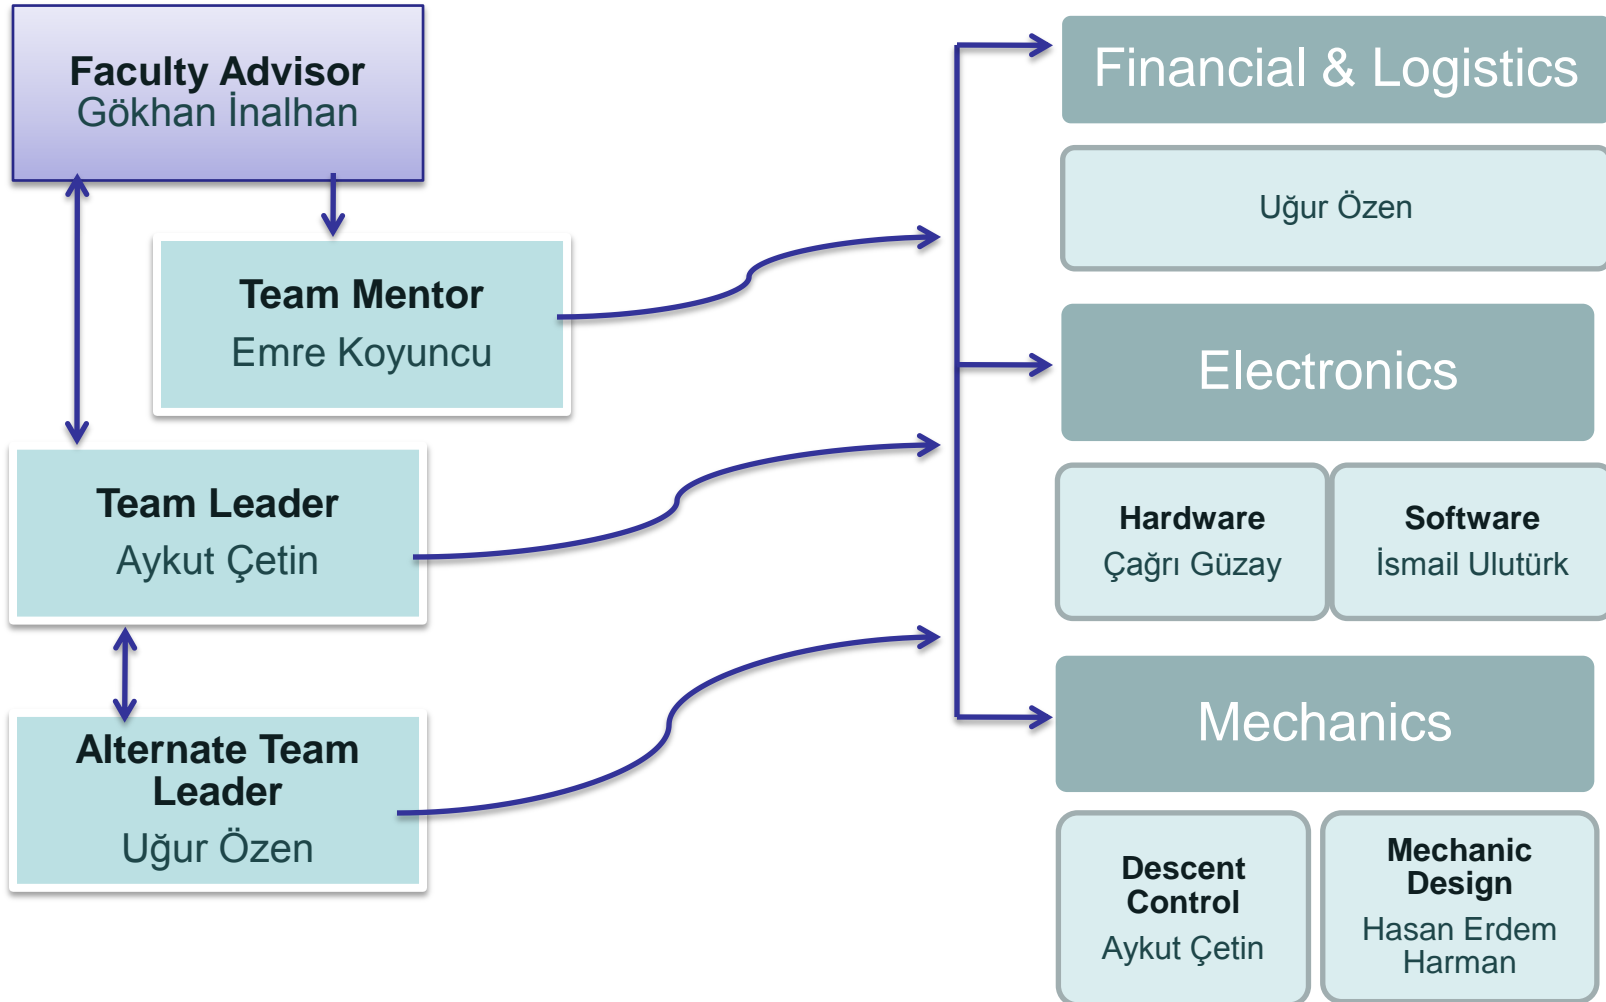 Faculty Advisor
Gökhan İnalhan
Team Mentor
Emre Koyuncu
Team Leader
Aykut Çetin
Alternate Team
Leader
Uğur Özen
Financial & Logistics
Uğur Özen
Electronics
Hardware
Çağrı Güzay
Software
İsmail Ulutürk
Mechanics
Descent
Control
Aykut Çetin
Mechanic
Design
Hasan Erdem
Harman